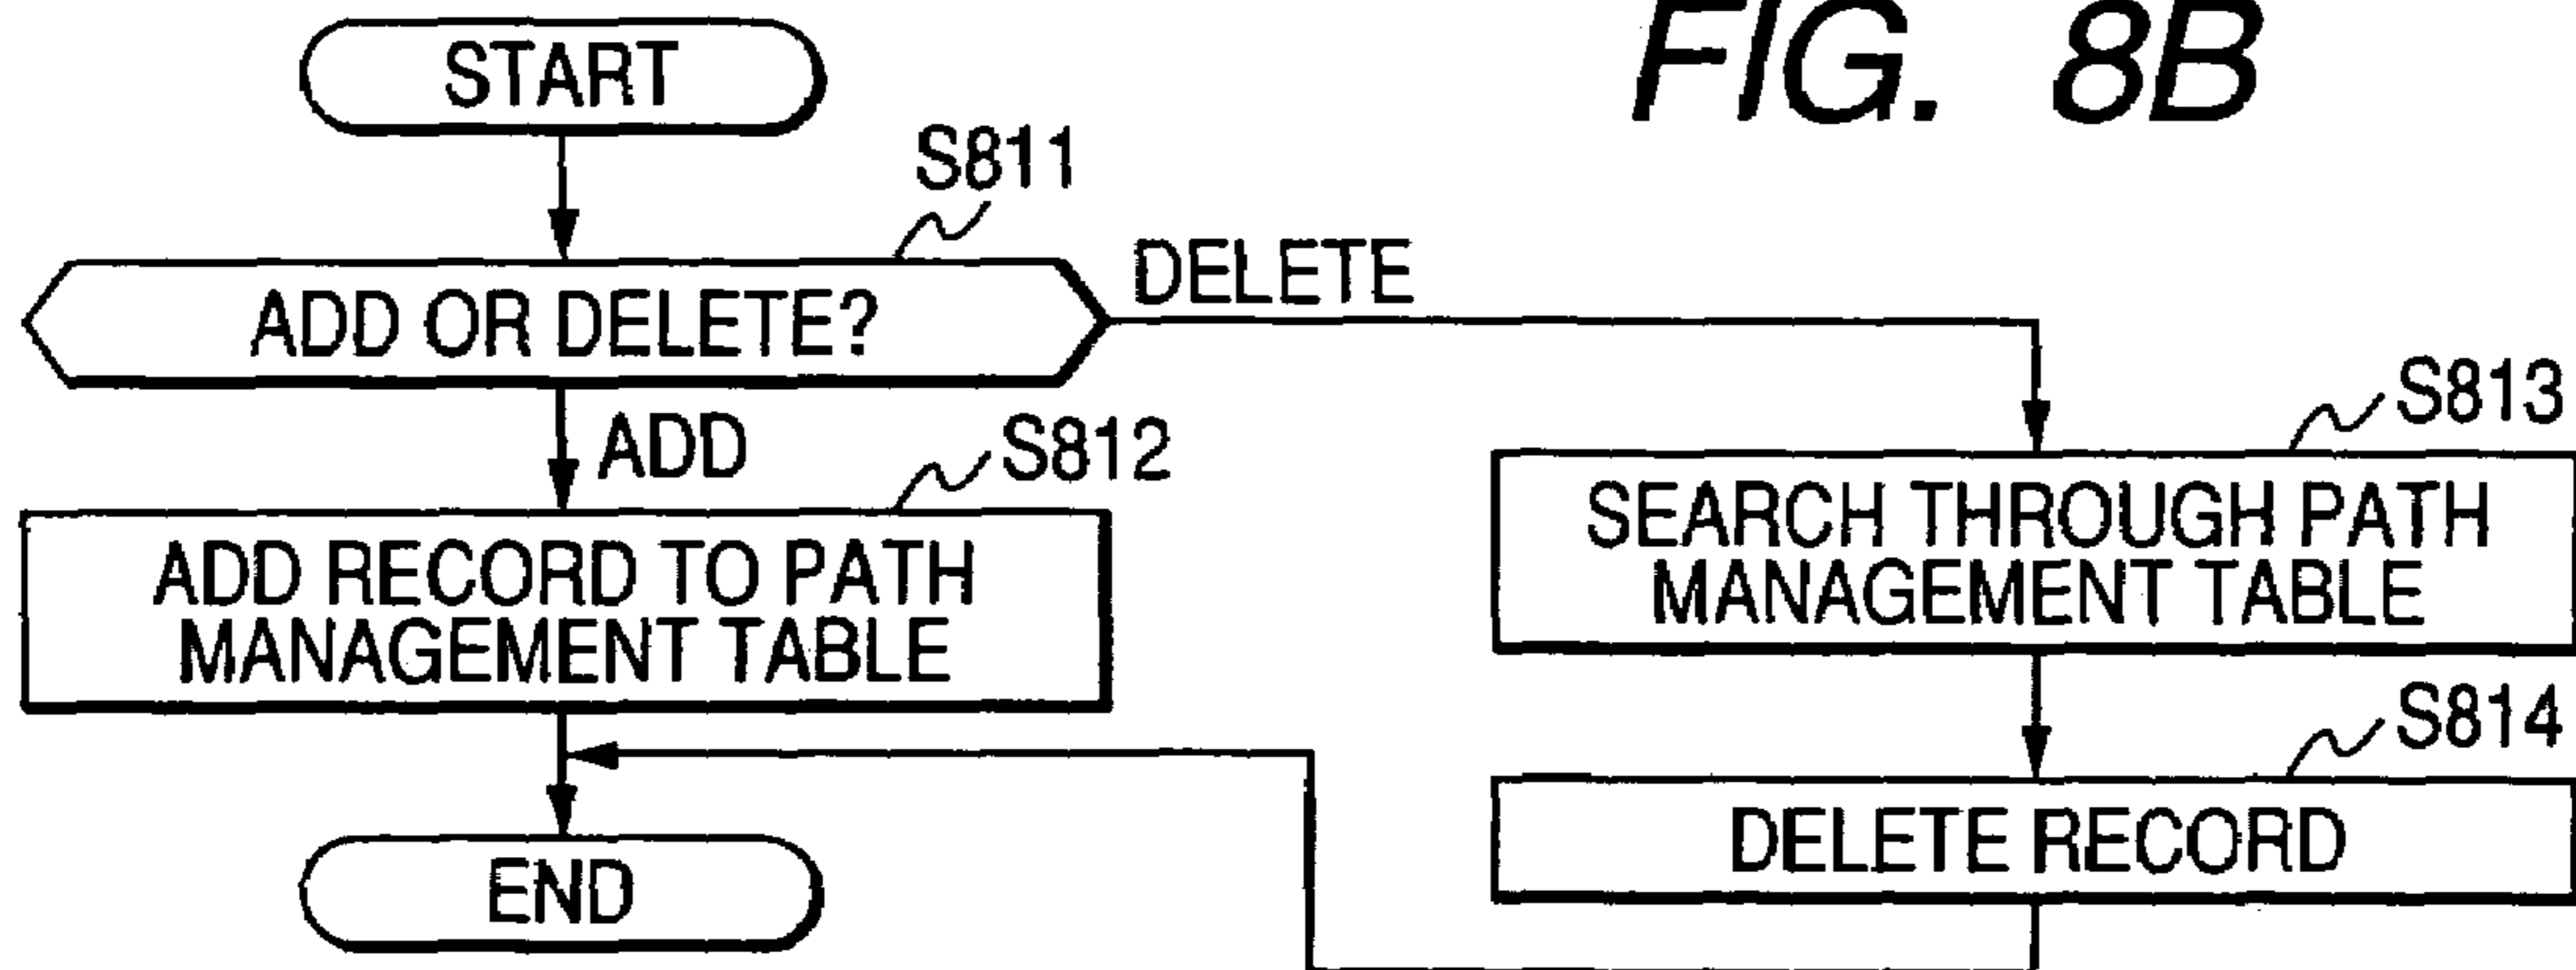 FIG. 8B
START
S811
ADD OR DELETE?
DELETE
ADD
S812
ADD RECORD TO PATH
MANAGEMENT TABLE
S813
SEARCH THROUGH PATH
MANAGEMENT TABLE
S814
DELETE RECORD
END